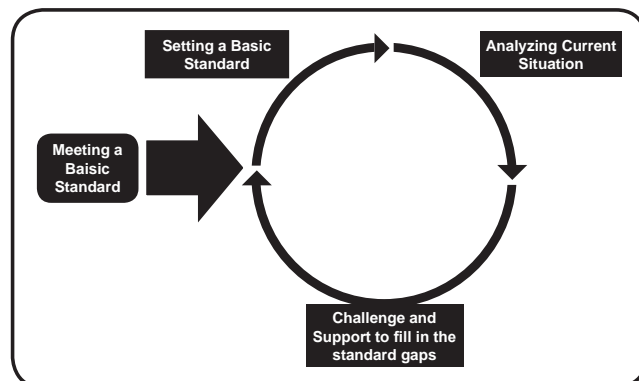 Setting a Basic
Standard
Analyzing Current
Situation
Meeting a
Baisic
Standard
Challenge and
Support to fill in the
standard gaps